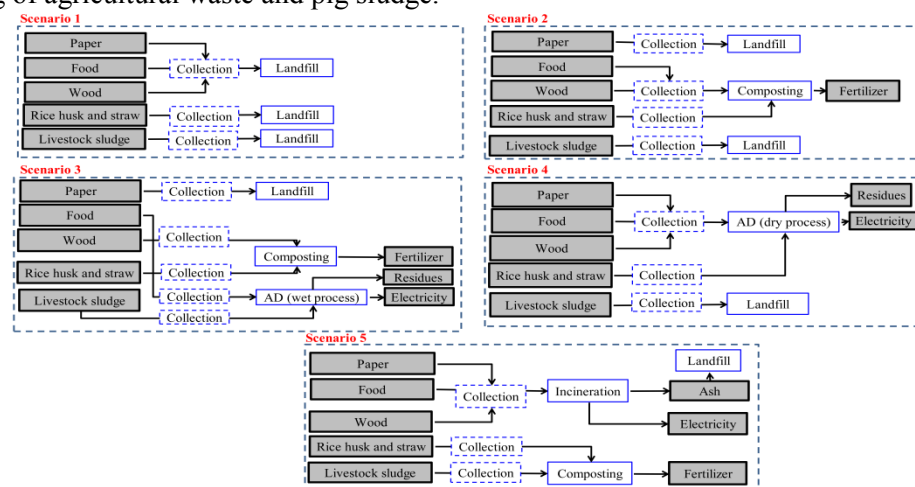 g of agricultural waste and pig sludge.
Scenario 1
Paper
Food
Collection
Landfill
Wood
Rice husk and straw
Collection
Landfill
Livestock sludge
Collection
Landfill
Scenario 2
Paper
Collection
Landfill
Food
Wood
Collection
Composting
Fertilizer
Rice husk and straw
Collection
Livestock sludge
Collection
Landfill
Scenario 3
Paper
Collection
Landfill
Food
Wood
Collection
Composting
Fertilizer
Rice husk and straw
Collection
Residues
Livestock sludge
Collection
AD (wet process)
Electricity
Collection
Scenario 4
Paper
Residues
Food
Collection
AD (dry process)
Electricity
Wood
Rice husk and straw
Collection
Livestock sludge
Collection
Landfill
Scenario 5
Paper
Landfill
Food
Collection
Incineration
Ash
Wood
Electricity
Rice husk and straw
Collection
Livestock sludge
Collection
Composting
Fertilizer